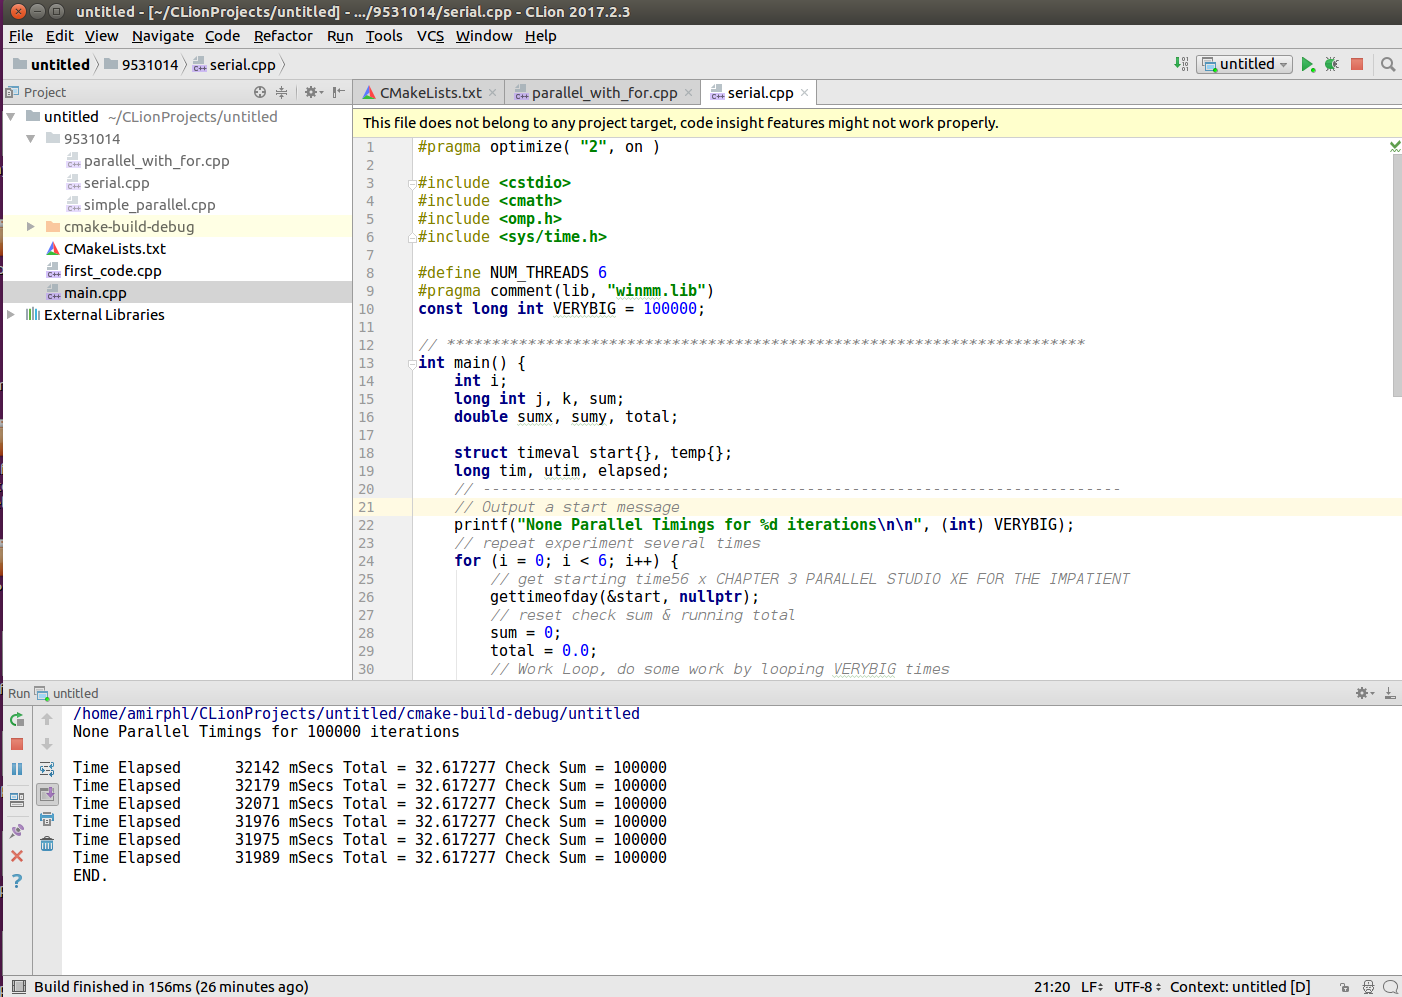 untitled - [~/CLionProjects/untitled] - .../9531014/serial.cpp - CLion 2017.2.3
File Edit View Navigate Code Refactor Run Tools VCS Window Help
untitled 9531014 serial.cpp untitled
Project CMakeLists.txt parallel_with_for.cpp serial.cpp
untitled ~/CLionProjects/untitled
9531014
parallel_with_for.cpp
serial.cpp
simple_parallel.cpp
cmake-build-debug
CMakeLists.txt
first_code.cpp
main.cpp
External Libraries
This file does not belong to any project target, code insight features might not work properly.
1 #pragma optimize( "2", on )
2
3 #include <cstdio>
4 #include <cmath>
5 #include <omp.h>
6 #include <sys/time.h>
7
8 #define NUM_THREADS 6
9 #pragma comment(lib, "winmm.lib")
10 const long int VERYBIG = 100000;
11
12 // ***********************************************************************
13 int main() {
14 int i;
15 long int j, k, sum;
16 double sumx, sumy, total;
17
18 struct timeval start{}, temp{};
19 long tim, utim, elapsed;
20 // -----------------------------------------------------------------------
21 // Output a start message
22 printf("None Parallel Timings for %d iterations\n\n", (int) VERYBIG);
23 // repeat experiment several times
24 for (i = 0; i < 6; i++) {
25 // get starting time56 x CHAPTER 3 PARALLEL STUDIO XE FOR THE IMPATIENT
26 gettimeofday(&start, nullptr);
27 // reset check sum & running total
28 sum = 0;
29 total = 0.0;
30 // Work Loop, do some work by looping VERYBIG times
Run untitled
/home/amirphl/CLionProjects/untitled/cmake-build-debug/untitled
None Parallel Timings for 100000 iterations
Time Elapsed 32142 mSecs Total = 32.617277 Check Sum = 100000
Time Elapsed 32179 mSecs Total = 32.617277 Check Sum = 100000
Time Elapsed 32071 mSecs Total = 32.617277 Check Sum = 100000
Time Elapsed 31976 mSecs Total = 32.617277 Check Sum = 100000
Time Elapsed 31975 mSecs Total = 32.617277 Check Sum = 100000
Time Elapsed 31989 mSecs Total = 32.617277 Check Sum = 100000
END.
Build finished in 156ms (26 minutes ago) 21:20 LF UTF-8 Context: untitled [D]